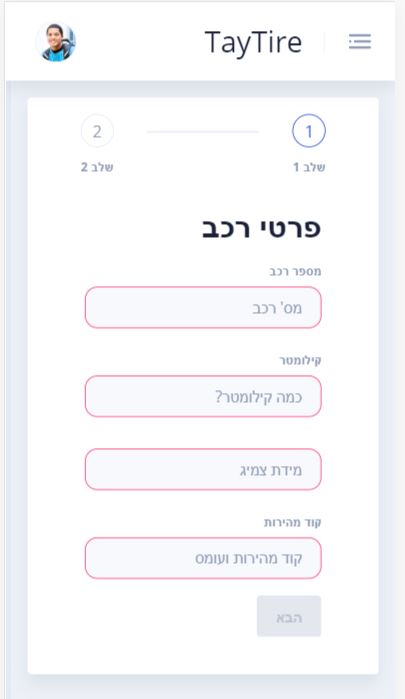 TayTire
1
2
שלב 1
שלב 2
פרטי רכב
מספר רכב
מס' רכב
קילומטר
כמה קילומטר?
מידת צמיג
קוד מהירות
קוד מהירות ועומס
הבא